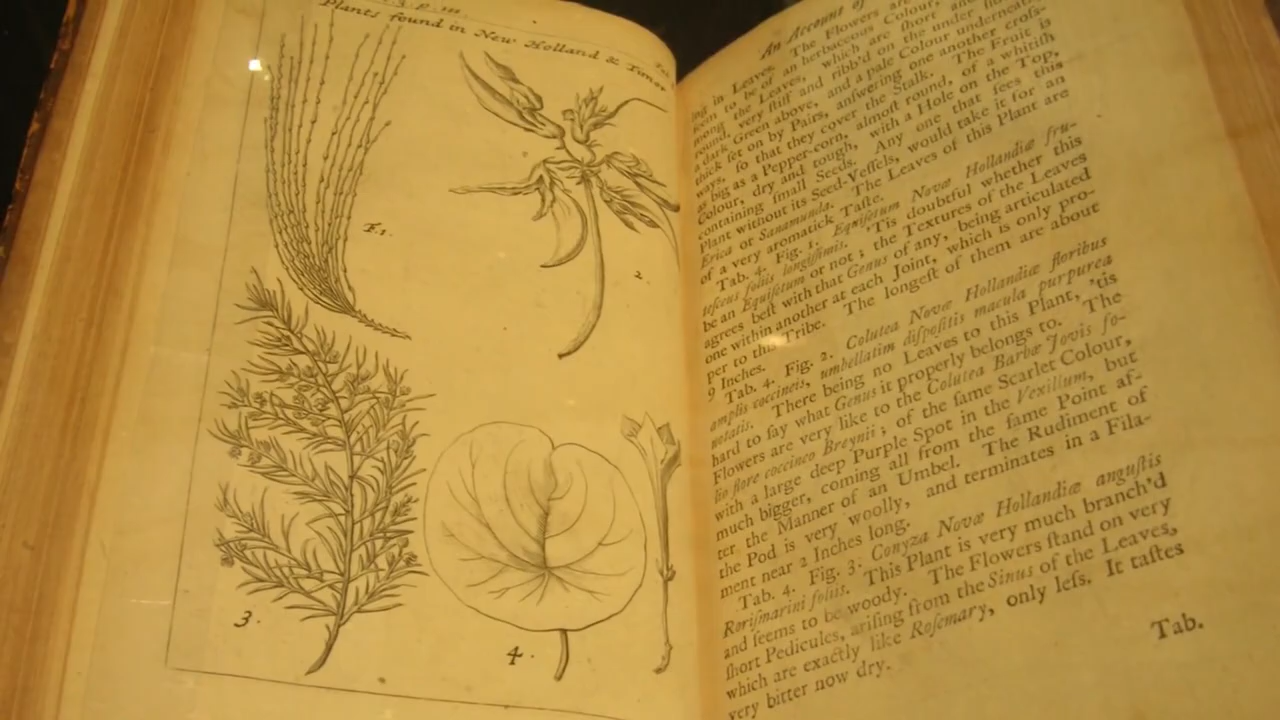 Plants found in New Holland & Timor
F.1.
2
3.
4.
An Account of
ing in Leaves. The Flowers are
seem to be of an herbaceous Colour,
mong the Leaves, which are ſhort and
round, very ſtiff and ribb'd on the under
a dark Green above, and a pale Colour underneath,
thick ſet on by Pairs, anſwering one another croſs-
ways, ſo that they cover the Stalk. The Fruit is
as big as a Pepper-corn, almoſt round, of a whitiſh
Colour, dry and tough, with a Hole on the Top,
containing ſmall Seeds. Any one that ſees this
Plant without its Seed-Veſſels, would take it for an
Erica or Sanamunda. The Leaves of this Plant are
of a very aromatick Taſte.
Tab. 4. Fig. 1. Equiſetum Novæ Hollandiæ fru-
teſcens foliis longiſſimis. 'Tis doubtful whether this
be an Equiſetum or not; the Textures of the Leaves
agrees beſt with that Genus of any, being articulated
one within another at each Joint, which is only pro-
per to this Tribe. The longeſt of them are about
9 Inches.
Tab. 4. Fig. 2. Colutea Novæ Hollandiæ floribus
amplis coccineis, umbellatim diſpoſitis macula purpurea
notatis. There being no Leaves to this Plant, 'tis
hard to ſay what Genus it properly belongs to. The
Flowers are very like to the Colutea Barbæ Jovis fo-
lio flore coccineo Breynii; of the ſame Scarlet Colour,
with a large deep Purple Spot in the Vexillum, but
much bigger, coming all from the ſame Point af-
ter the Manner of an Umbel. The Rudiment of
the Pod is very woolly, and terminates in a Fila-
ment near 2 Inches long.
Tab. 4. Fig. 3. Conyza Novæ Hollandiæ anguſtis
Roriſmarini foliis. This Plant is very much branch'd
and ſeems to be woody. The Flowers ſtand on very
ſhort Pedicules, ariſing from the Sinus of the Leaves,
which are exactly like Roſemary, only leſs. It taſtes
very bitter now dry.
Tab.